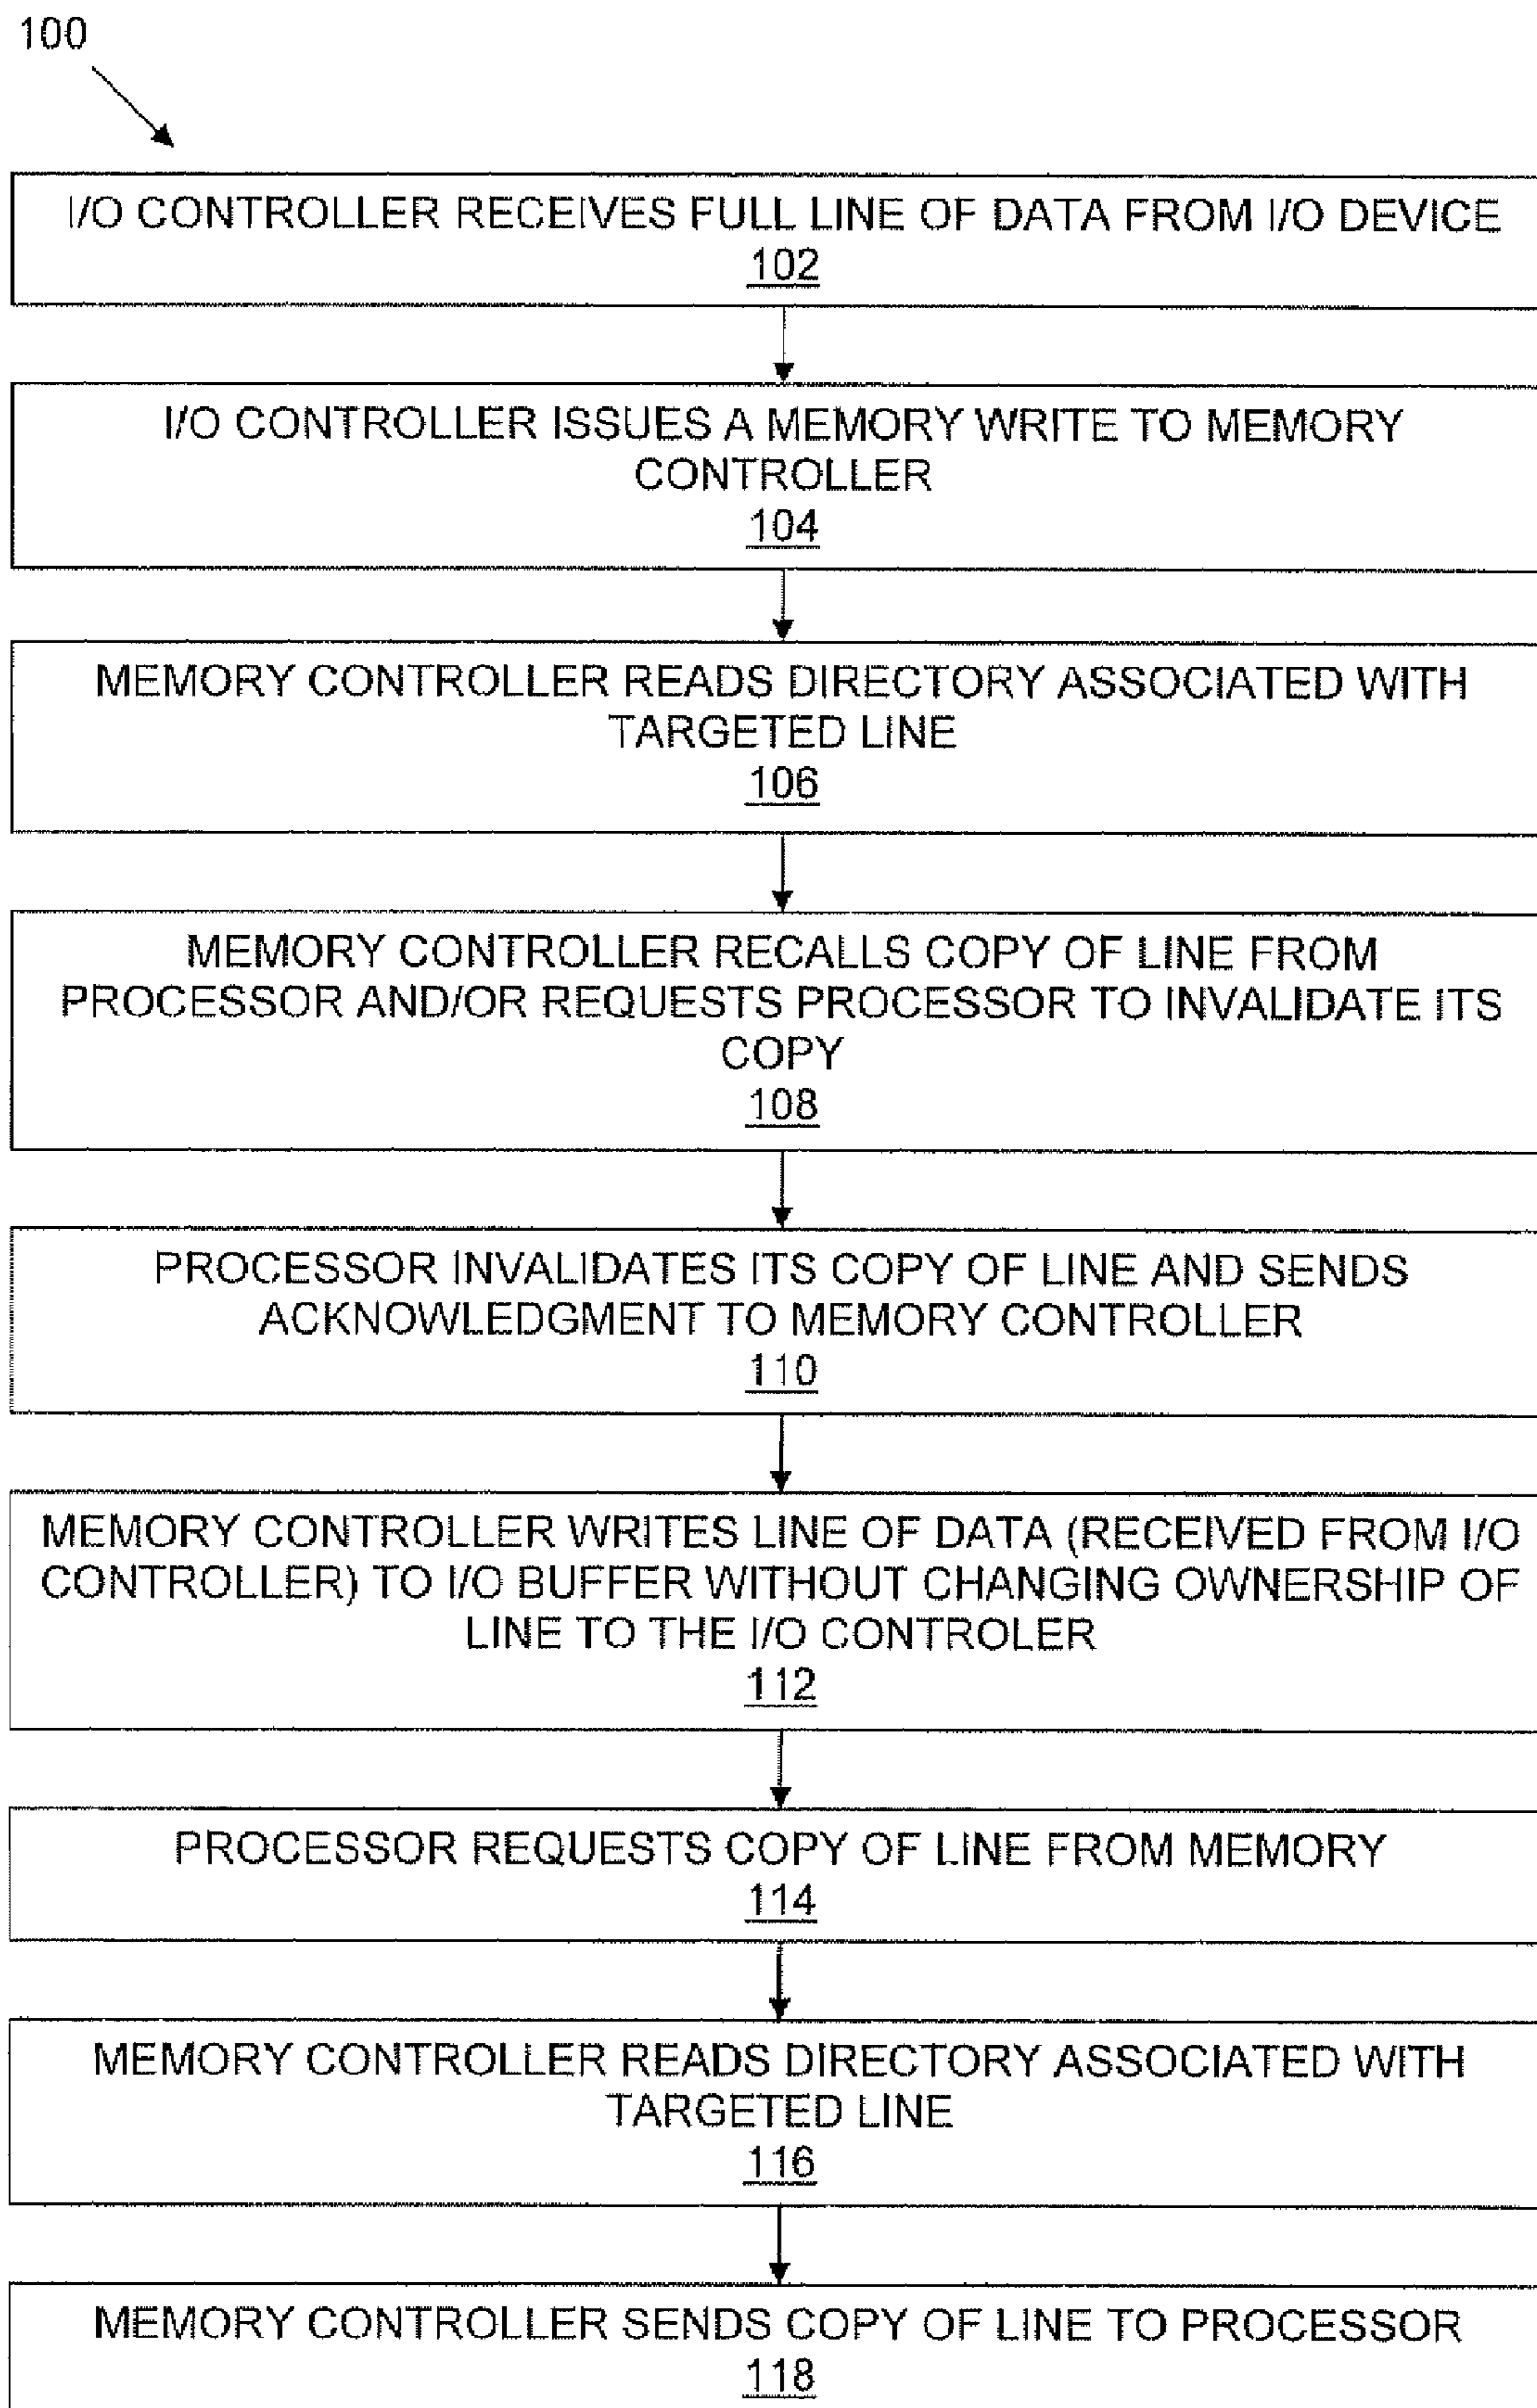 100
I/O CONTROLLER RECEIVES FULL LINE OF DATA FROM I/O DEVICE
102
I/O CONTROLLER ISSUES A MEMORY WRITE TO MEMORY
CONTROLLER
104
MEMORY CONTROLLER READS DIRECTORY ASSOCIATED WITH
TARGETED LINE
106
MEMORY CONTROLLER RECALLS COPY OF LINE FROM
PROCESSOR AND/OR REQUESTS PROCESSOR TO INVALIDATE ITS
COPY
108
PROCESSOR INVALIDATES ITS COPY OF LINE AND SENDS
ACKNOWLEDGMENT TO MEMORY CONTROLLER
110
MEMORY CONTROLLER WRITES LINE OF DATA (RECEIVED FROM I/O
CONTROLLER) TO I/O BUFFER WITHOUT CHANGING OWNERSHIP OF
LINE TO THE I/O CONTROLER
112
PROCESSOR REQUESTS COPY OF LINE FROM MEMORY
114
MEMORY CONTROLLER READS DIRECTORY ASSOCIATED WITH
TARGETED LINE
116
MEMORY CONTROLLER SENDS COPY OF LINE TO PROCESSOR
118